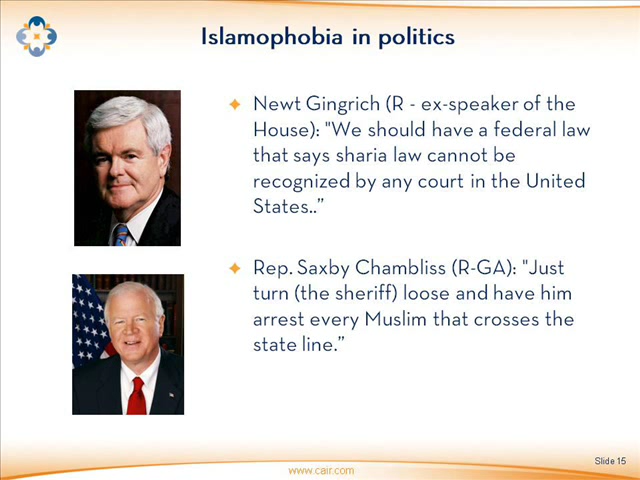 Islamophobia in politics
Newt Gingrich (R - ex-speaker of the
House): "We should have a federal law
that says sharia law cannot be
recognized by any court in the United
States..”
Rep. Saxby Chambliss (R-GA): "Just
turn (the sheriff) loose and have him
arrest every Muslim that crosses the
state line.”
Slide 15
www.cair.com